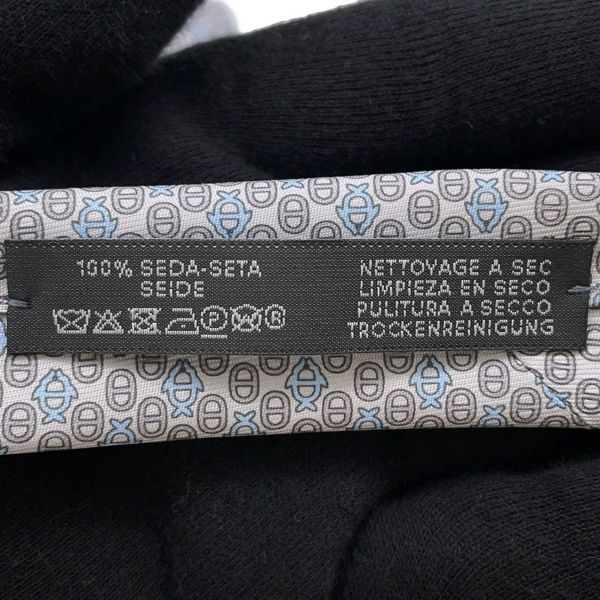 100% SEDA-SETA
SEIDE
P W ®
NETTOYAGE A SEC
LIMPIEZA EN SECO
PULITURA A SECCO
TROCKENREINIGUNG